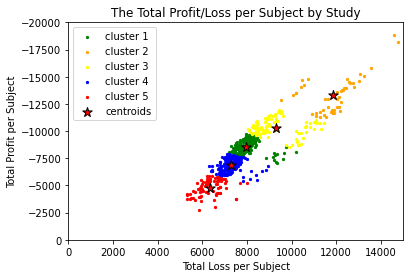 The Total Profit/Loss per Subject by Study
−20000
−17500
−15000
−12500
−10000
−7500
−5000
−2500
0
Total Profit per Subject
cluster 1
cluster 2
cluster 3
cluster 4
cluster 5
centroids
0 2000 4000 6000 8000 10000 12000 14000
Total Loss per Subject